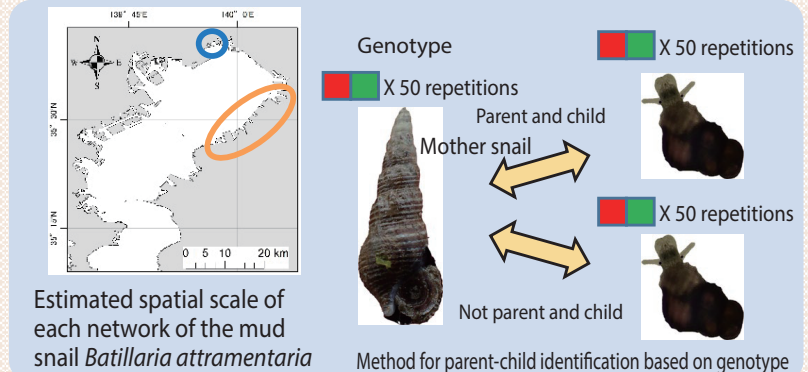 138° 45'E 140° 0'E
N
W E
S
35° 30'N
35° 15'N
0 5 10 20 km
Estimated spatial scale of
each network of the mud
snail Batillaria attramentaria
Genotype
X 50 repetitions
Mother snail
Parent and child
Not parent and child
X 50 repetitions
X 50 repetitions
Method for parent-child identification based on genotype